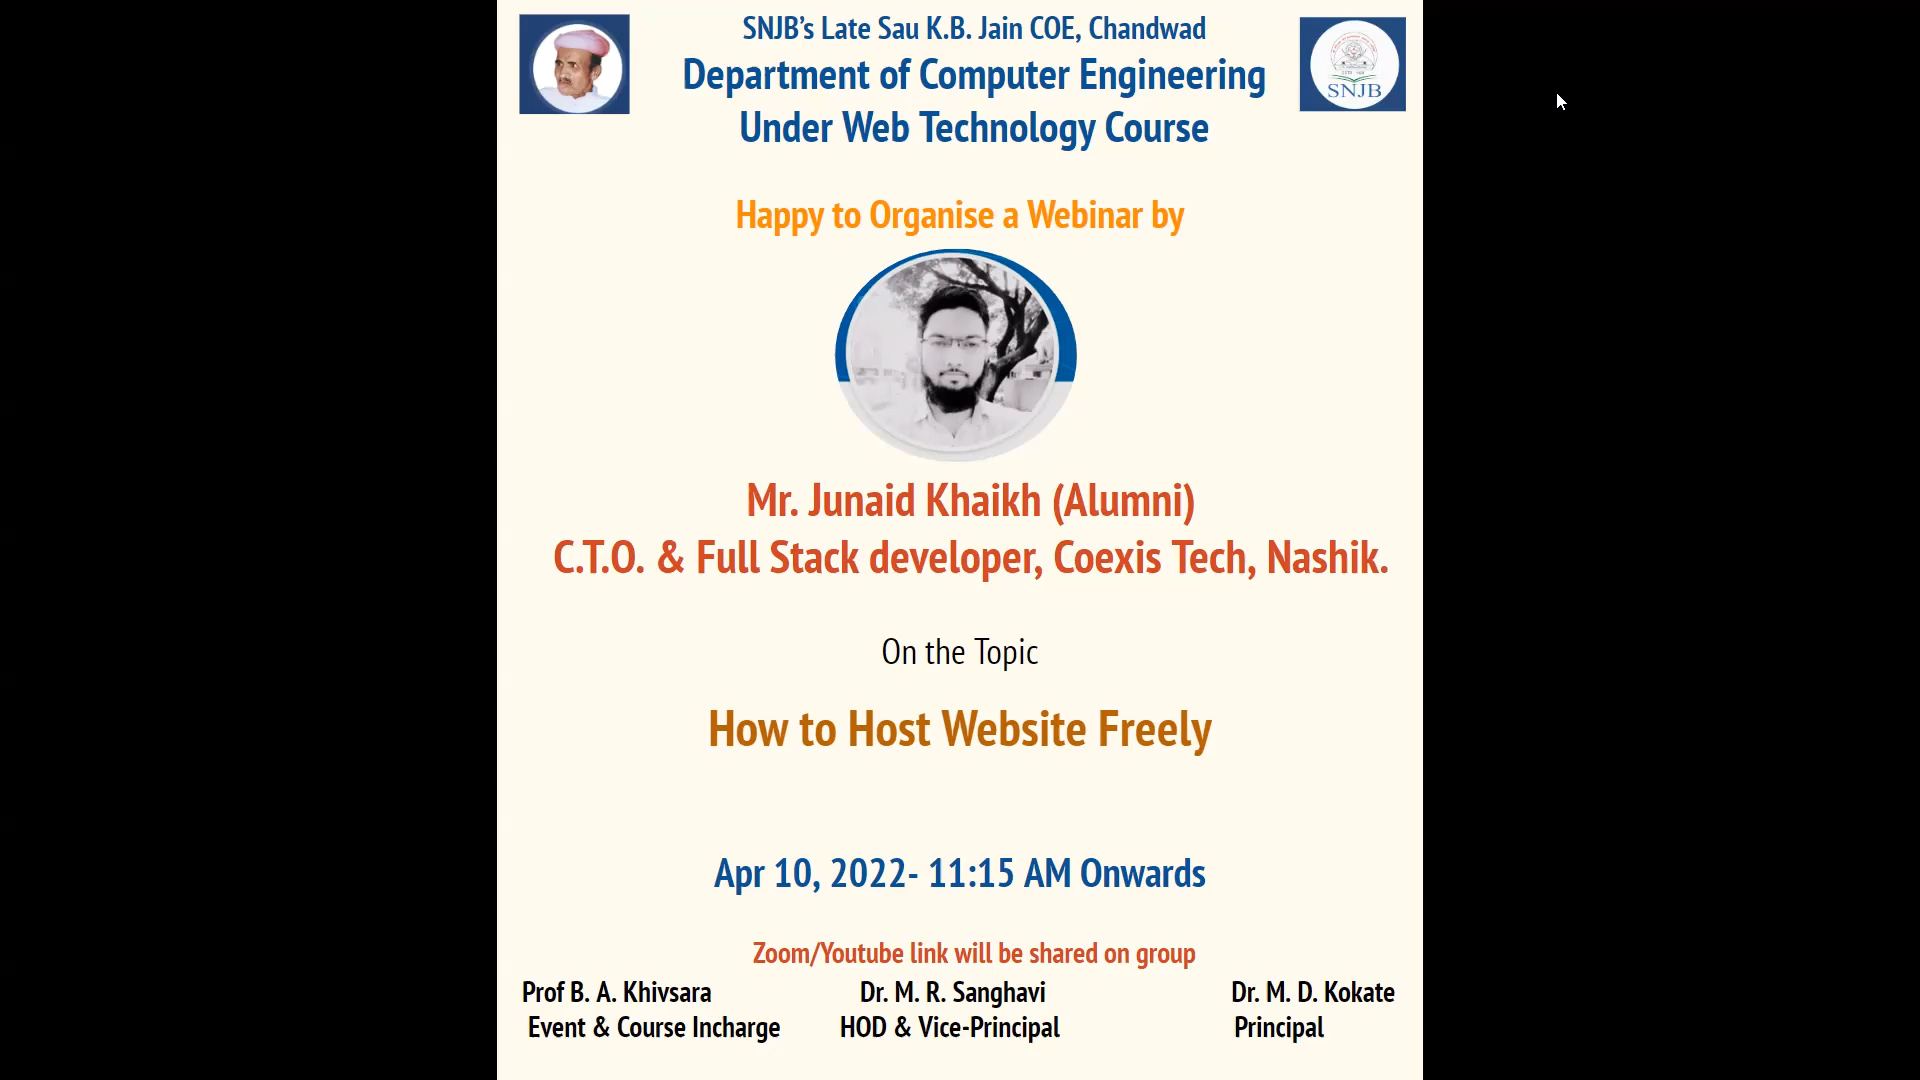 SNJB’s Late Sau K.B. Jain COE, Chandwad
Department of Computer Engineering
Under Web Technology Course
SNJB
Happy to Organise a Webinar by
Mr. Junaid Khaikh (Alumni)
C.T.O. & Full Stack developer, Coexis Tech, Nashik.
On the Topic
How to Host Website Freely
Apr 10, 2022- 11:15 AM Onwards
Zoom/Youtube link will be shared on group
Prof B. A. Khivsara Dr. M. R. Sanghavi Dr. M. D. Kokate
Event & Course Incharge HOD & Vice-Principal Principal